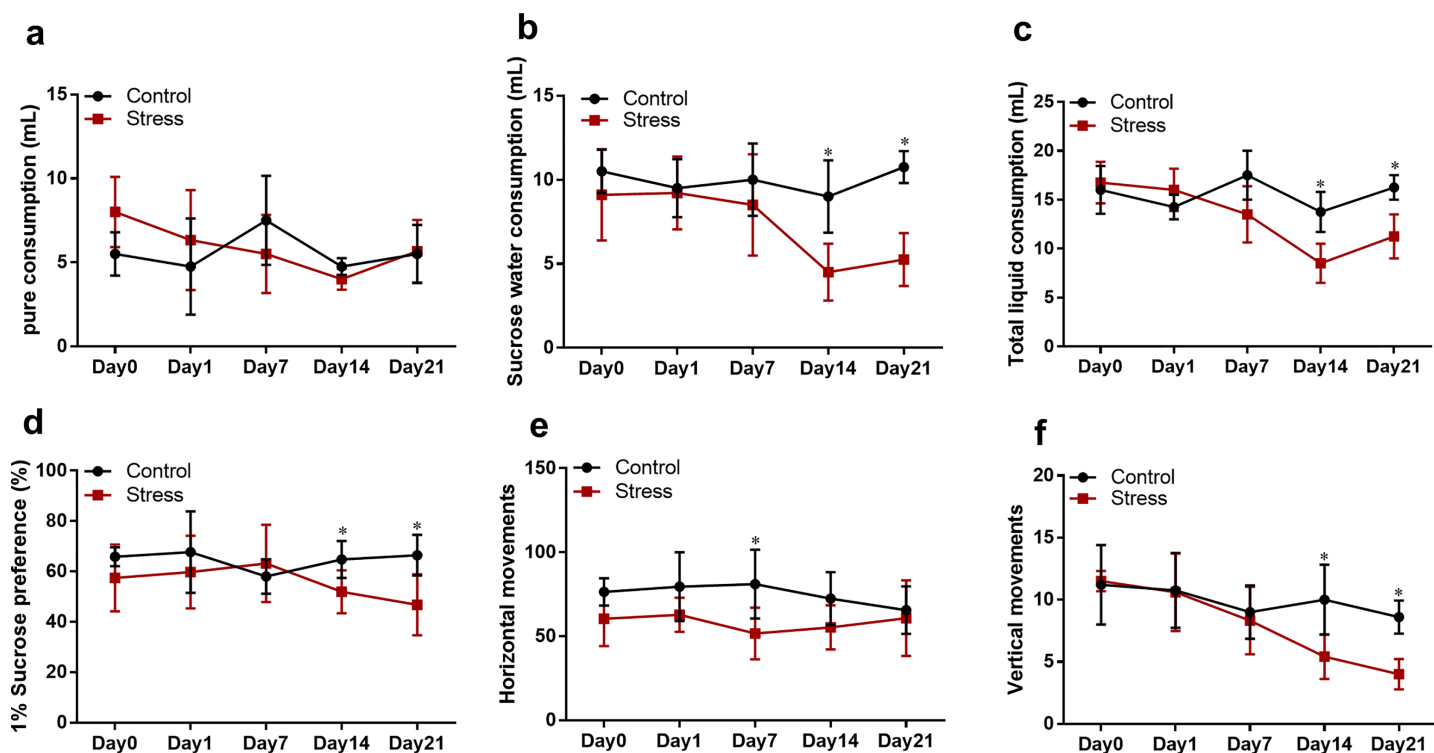 a
pure consumption (mL)
Control
Stress
15
10
5
0
Day0 Day1 Day7 Day14 Day21
b
Sucrose water consumption (mL)
Control
Stress
15
10
5
0
*
*
Day0 Day1 Day7 Day14 Day21
c
Total liquid consumption (mL)
Control
Stress
25
20
15
10
5
0
*
*
Day0 Day1 Day7 Day14 Day21
d
1% Sucrose preference (%)
Control
Stress
100
80
60
40
20
0
*
*
Day0 Day1 Day7 Day14 Day21
e
Horizontal movements
Control
Stress
150
100
50
0
*
Day0 Day1 Day7 Day14 Day21
f
Vertical movements
Control
Stress
20
15
10
5
0
*
*
Day0 Day1 Day7 Day14 Day21